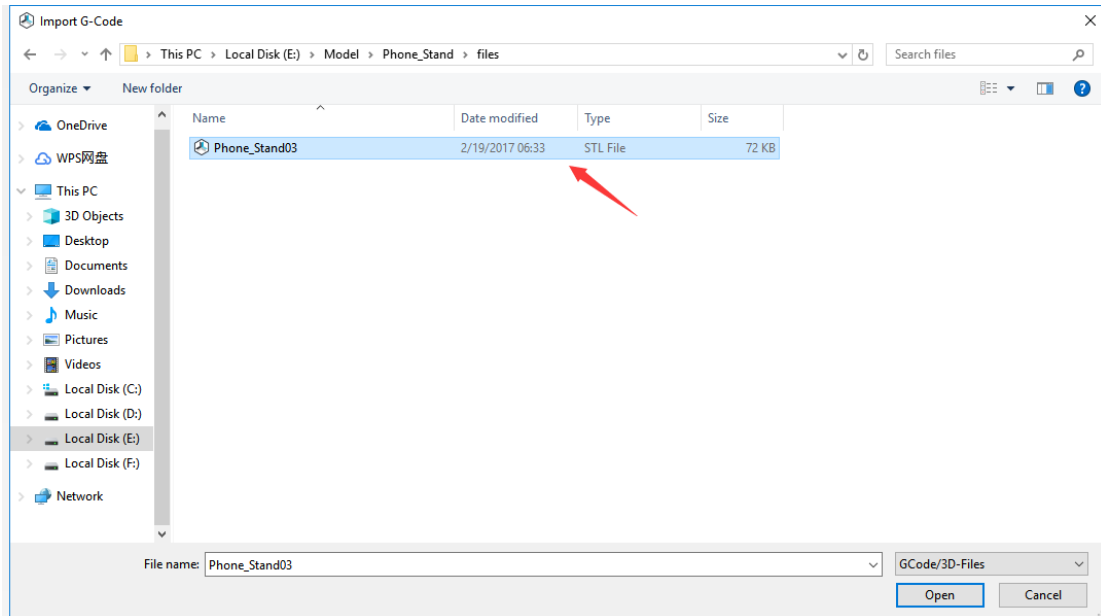 Import G-Code
This PC > Local Disk (E:) > Model > Phone_Stand > files
Search files
Organize
New folder
Name
Date modified
Type
Size
Phone_Stand03
2/19/2017 06:33
STL File
72 KB
OneDrive
WPS网盘
This PC
3D Objects
Desktop
Documents
Downloads
Music
Pictures
Videos
Local Disk (C:)
Local Disk (D:)
Local Disk (E:)
Local Disk (F:)
Network
File name: Phone_Stand03
GCode/3D-Files
Open
Cancel